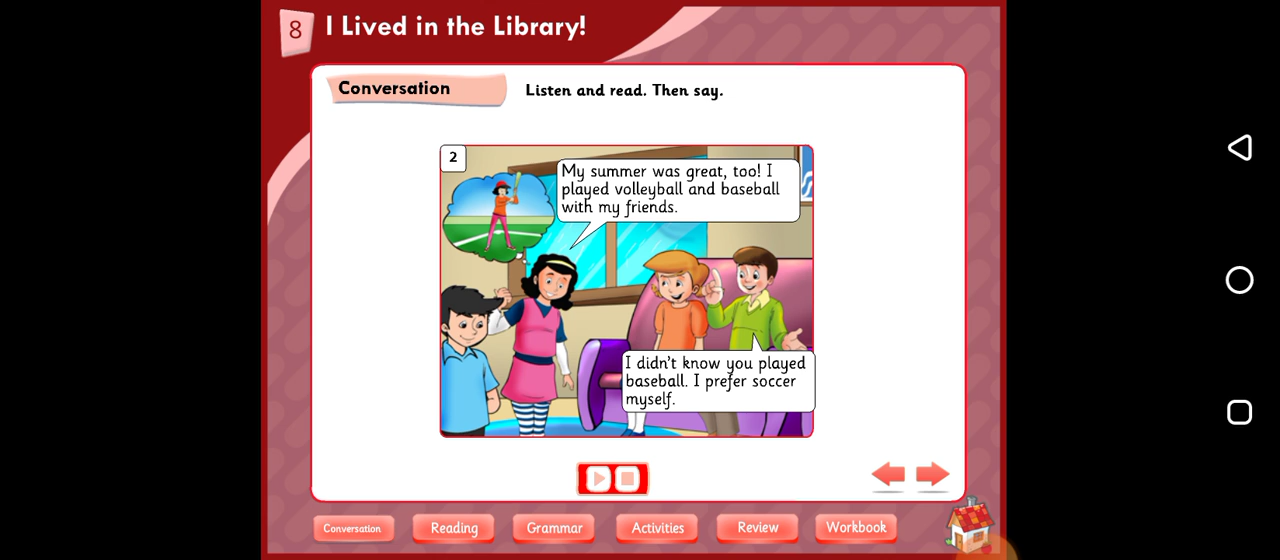 8
I Lived in the Library!
Conversation
Listen and read. Then say.
2
My summer was great, too! I
played volleyball and baseball
with my friends.
I didn't know you played
baseball. I prefer soccer
myself.
Conversation
Reading
Grammar
Activities
Review
Workbook